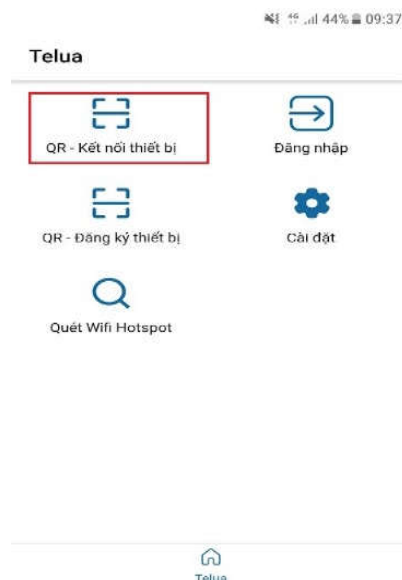 4G 44% 09:37
Telua
QR - Kết nối thiết bị
Đăng nhập
QR - Đăng ký thiết bị
Cài đặt
Quét Wifi Hotspot
Telua